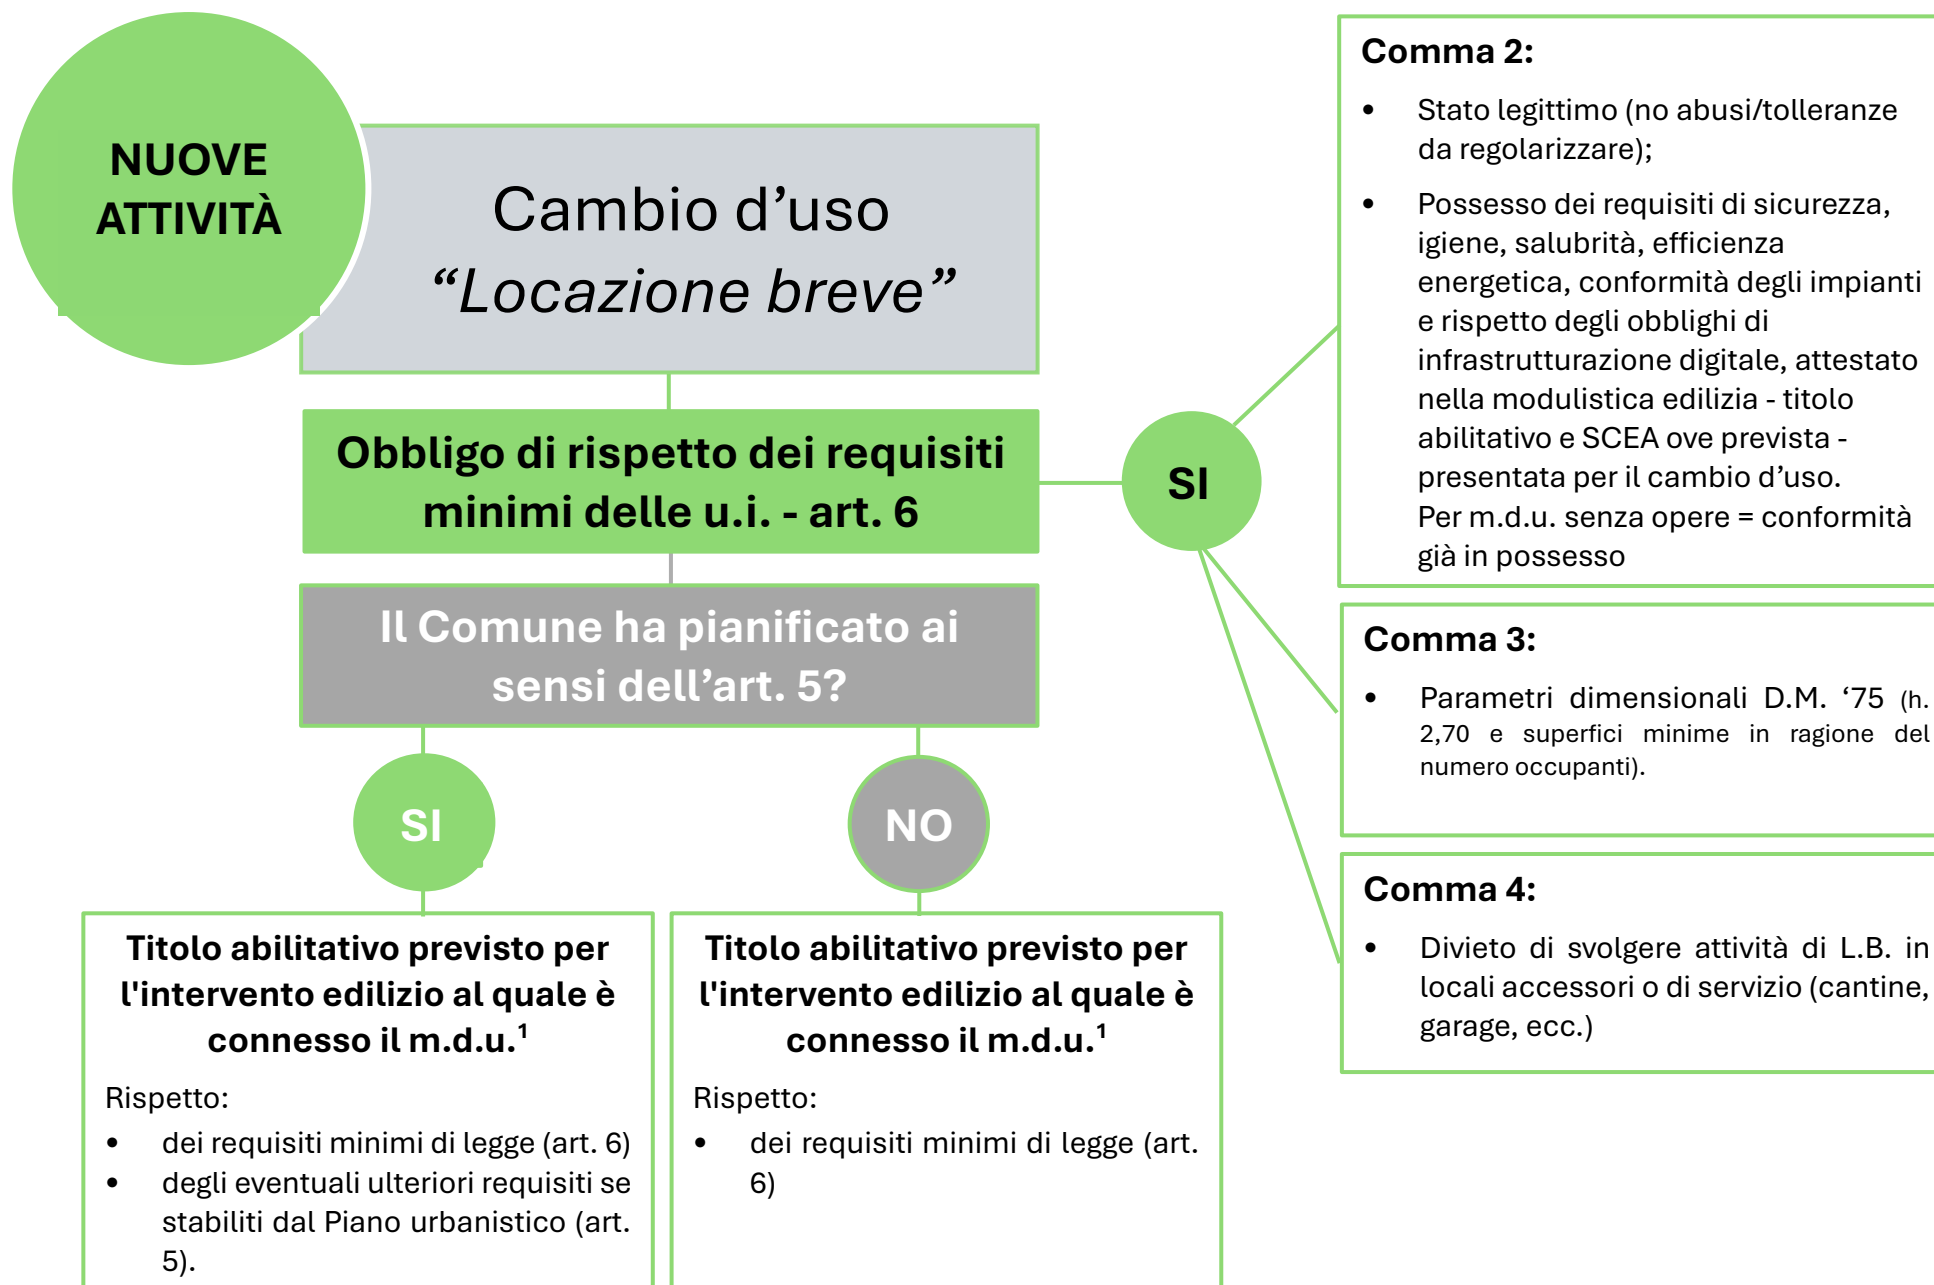 NUOVE
ATTIVITÀ
Cambio d’uso
“Locazione breve”
Obbligo di rispetto dei requisiti
minimi delle u.i. - art. 6
SI
Il Comune ha pianificato ai
sensi dell’art. 5?
SI
NO
Titolo abilitativo previsto per
l'intervento edilizio al quale è
connesso il m.d.u.¹
Rispetto:
• dei requisiti minimi di legge (art. 6)
• degli eventuali ulteriori requisiti se
stabiliti dal Piano urbanistico (art.
5).
Titolo abilitativo previsto per
l'intervento edilizio al quale è
connesso il m.d.u.¹
Rispetto:
• dei requisiti minimi di legge (art.
6)
Comma 2:
• Stato legittimo (no abusi/tolleranze
da regolarizzare);
• Possesso dei requisiti di sicurezza,
igiene, salubrità, efficienza
energetica, conformità degli impianti
e rispetto degli obblighi di
infrastrutturazione digitale, attestato
nella modulistica edilizia - titolo
abilitativo e SCEA ove prevista -
presentata per il cambio d’uso.
Per m.d.u. senza opere = conformità
già in possesso
Comma 3:
• Parametri dimensionali D.M. ‘75 (h.
2,70 e superfici minime in ragione del
numero occupanti).
Comma 4:
• Divieto di svolgere attività di L.B. in
locali accessori o di servizio (cantine,
garage, ecc.)